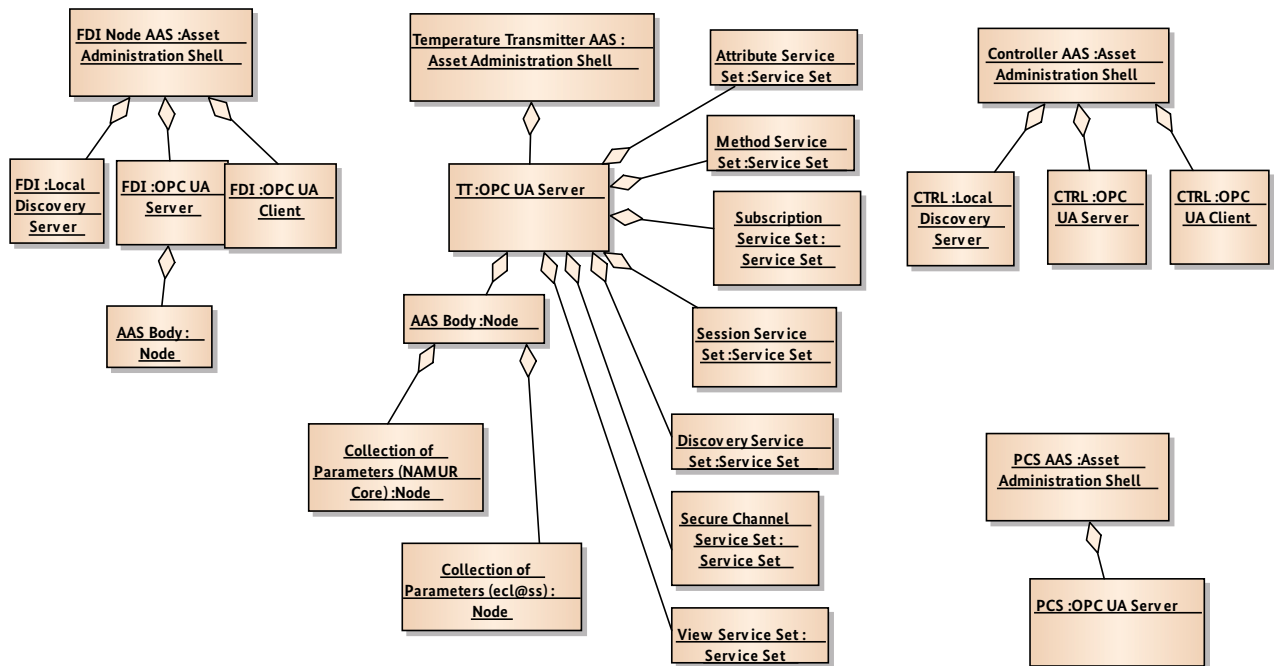 FDI Node AAS :Asset
Administration Shell
FDI :Local
Discovery
Server
FDI :OPC UA
Server
FDI :OPC UA
Client
AAS Body :
Node
Temperature Transmitter AAS :
Asset Administration Shell
TT :OPC UA Server
AAS Body :Node
Collection of
Parameters (NAMUR
Core) :Node
Collection of
Parameters (ecl@ss) :
Node
Attribute Service
Set :Service Set
Method Service
Set :Service Set
Subscription
Service Set :
Service Set
Session Service
Set :Service Set
Discovery Service
Set :Service Set
Secure Channel
Service Set :
Service Set
View Service Set :
Service Set
Controller AAS :Asset
Administration Shell
CTRL :Local
Discovery
Server
CTRL :OPC
UA Server
CTRL :OPC
UA Client
PCS AAS :Asset
Administration Shell
PCS :OPC UA Server